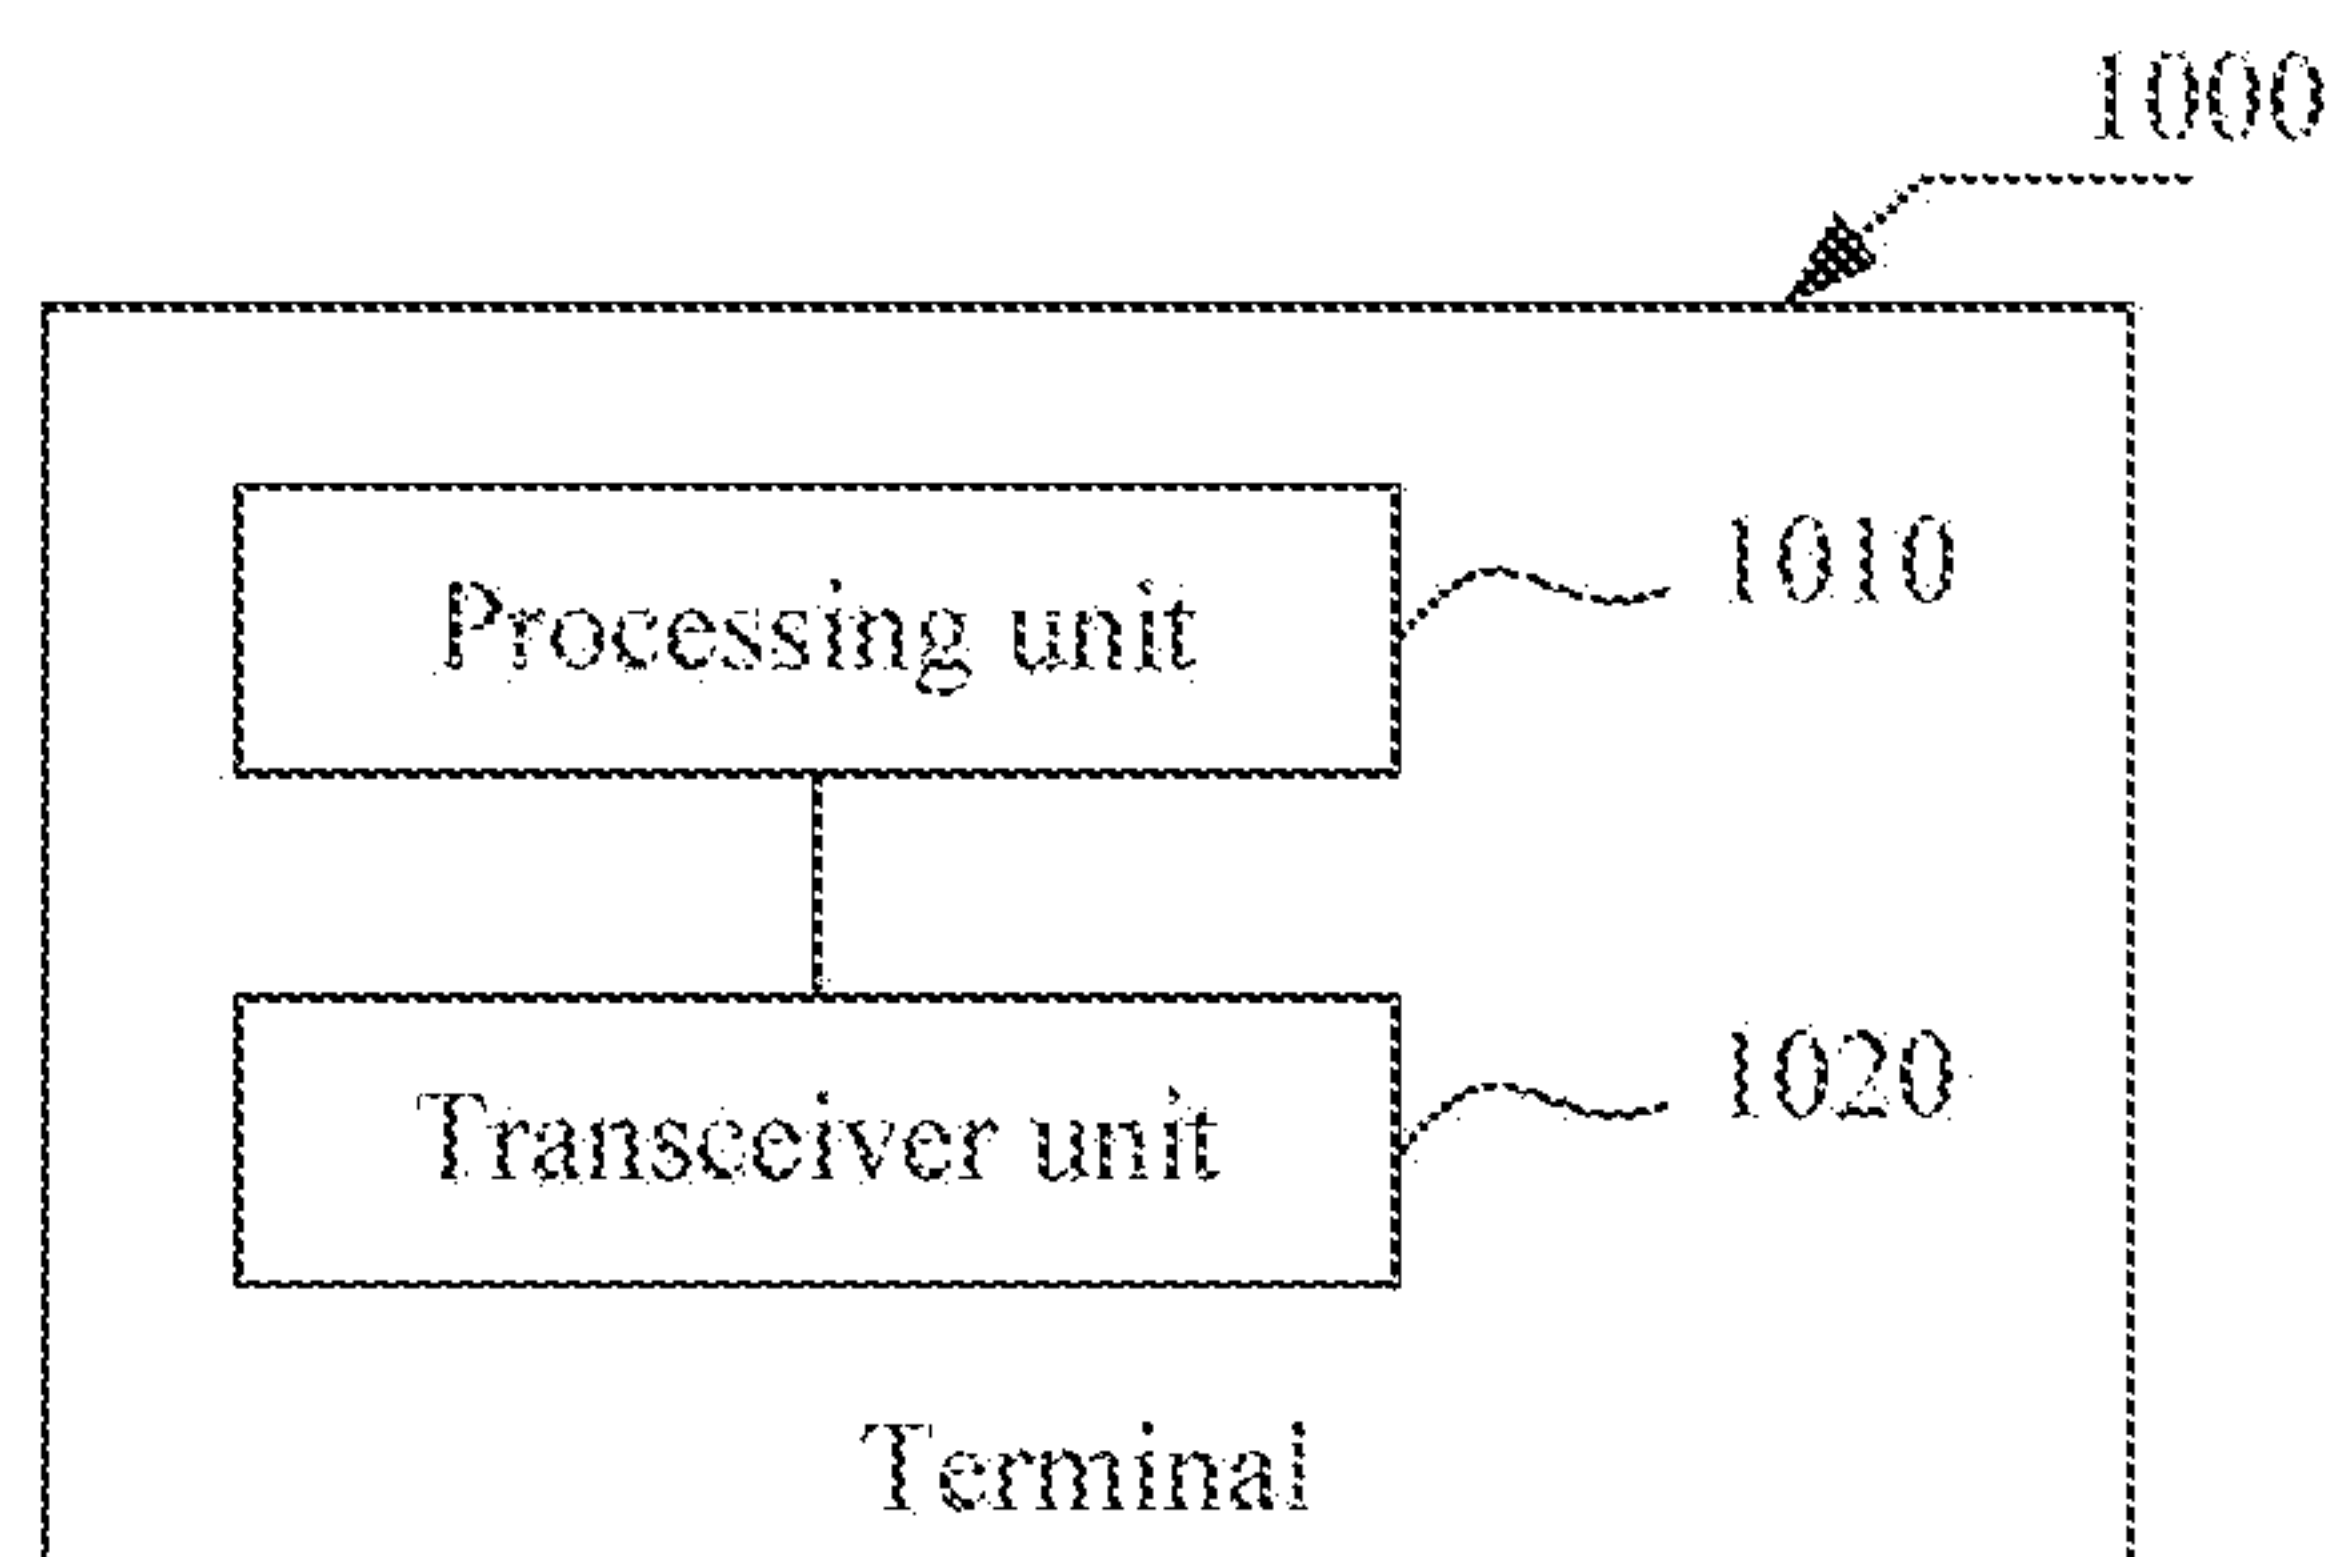 1000
Processing unit
1010
Transceiver unit
1020
Terminal